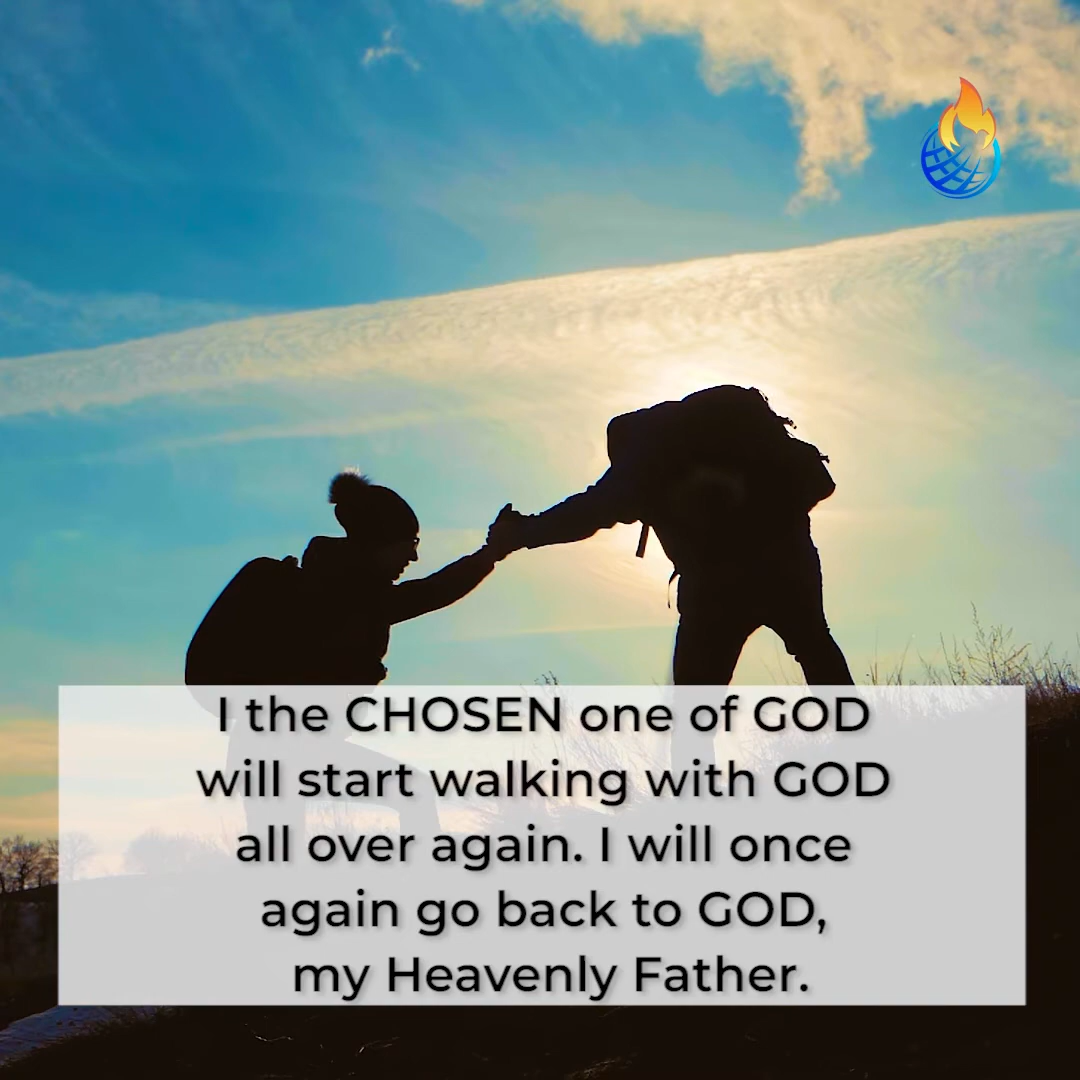 I the CHOSEN one of GOD
will start walking with GOD
all over again. I will once
again go back to GOD,
my Heavenly Father.